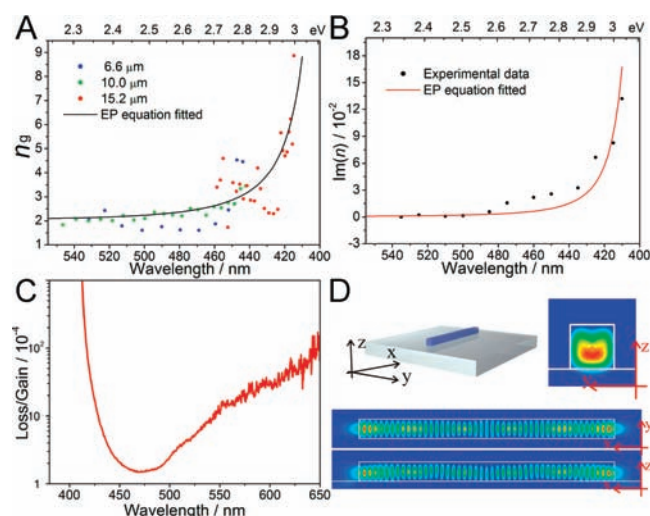 A
2.3 2.4 2.5 2.6 2.7 2.8 2.9 3 eV
9
8
7
6
5
4
3
2
1
n_g
6.6 μm
10.0 μm
15.2 μm
EP equation fitted
540 520 500 480 460 440 420 400
Wavelength / nm
B
2.3 2.4 2.5 2.6 2.7 2.8 2.9 3 eV
18
15
12
9
6
3
0
-3
Im(n) / 10⁻²
Experimental data
EP equation fitted
560 540 520 500 480 460 440 420 400
Wavelength / nm
C
10²
10
1
Loss/Gain / 10⁻⁴
400 450 500 550 600 650
Wavelength / nm
D
z
x
y
z
y
z